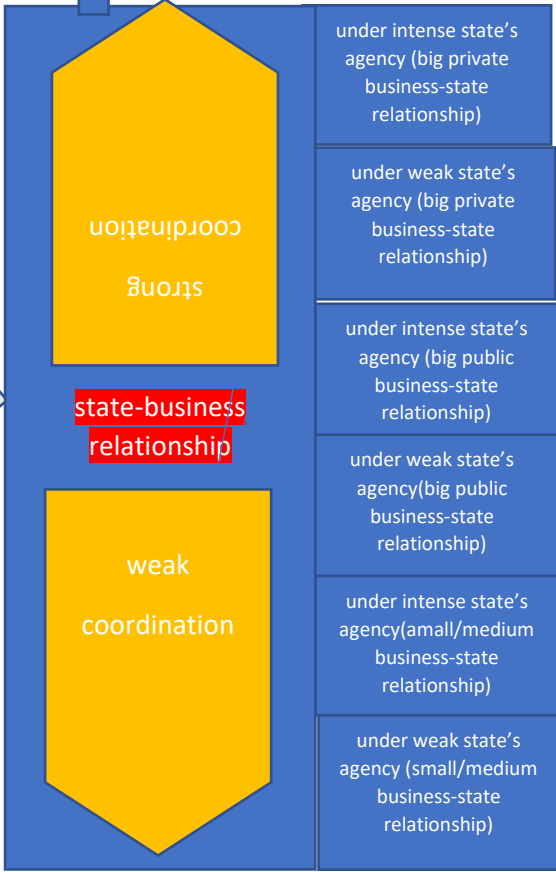 strong
coordination
state-business
relationship
weak
coordination
under intense state's
agency (big private
business-state
relationship)
under weak state's
agency (big private
business-state
relationship)
under intense state's
agency (big public
business-state
relationship)
under weak state's
agency(big public
business-state
relationship)
under intense state's
agency(amall/medium
business-state
relationship)
under weak state's
agency (small/medium
business-state
relationship)